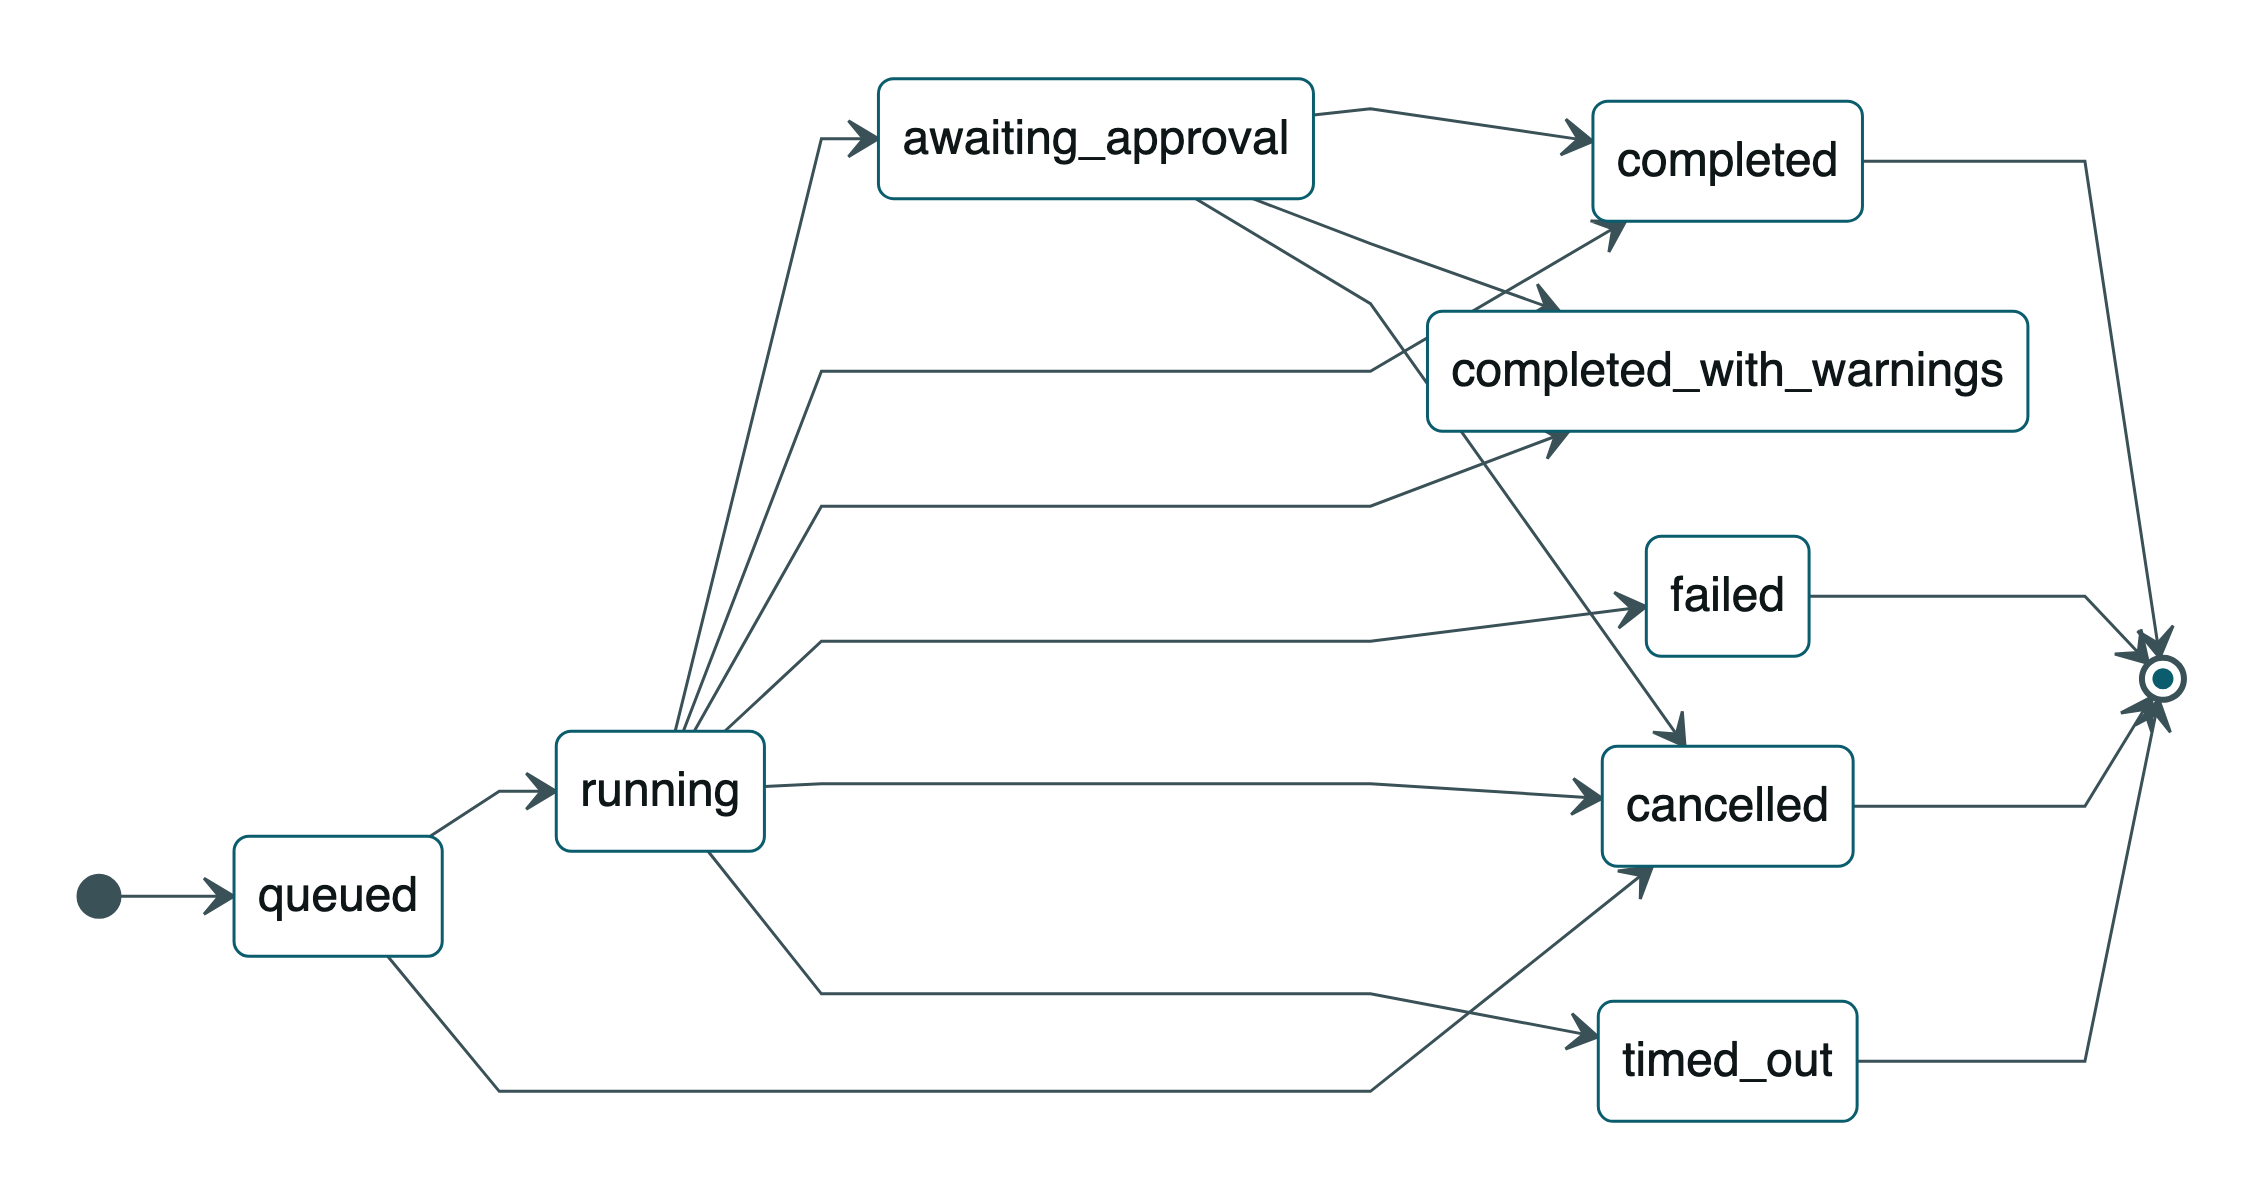 awaiting_approval
completed
completed_with_warnings
failed
running
cancelled
queued
timed_out